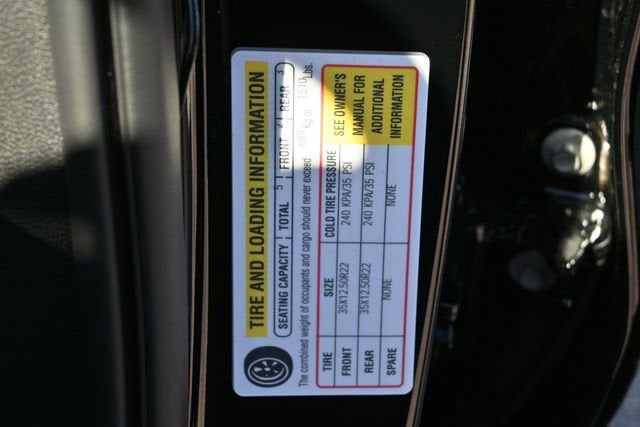 TIRE AND LOADING INFORMATION
SEATING CAPACITY TOTAL 5 FRONT REAR 3
The combined weight of occupants and cargo should never exceed 685 Kg or 1510 Lbs.
TIRE SIZE COLD TIRE PRESSURE SEE OWNER'S MANUAL FOR ADDITIONAL INFORMATION
FRONT 35X12.50R22 240 KPA/35 PSI
REAR 35X12.50R22 240 KPA/35 PSI
SPARE NONE NONE